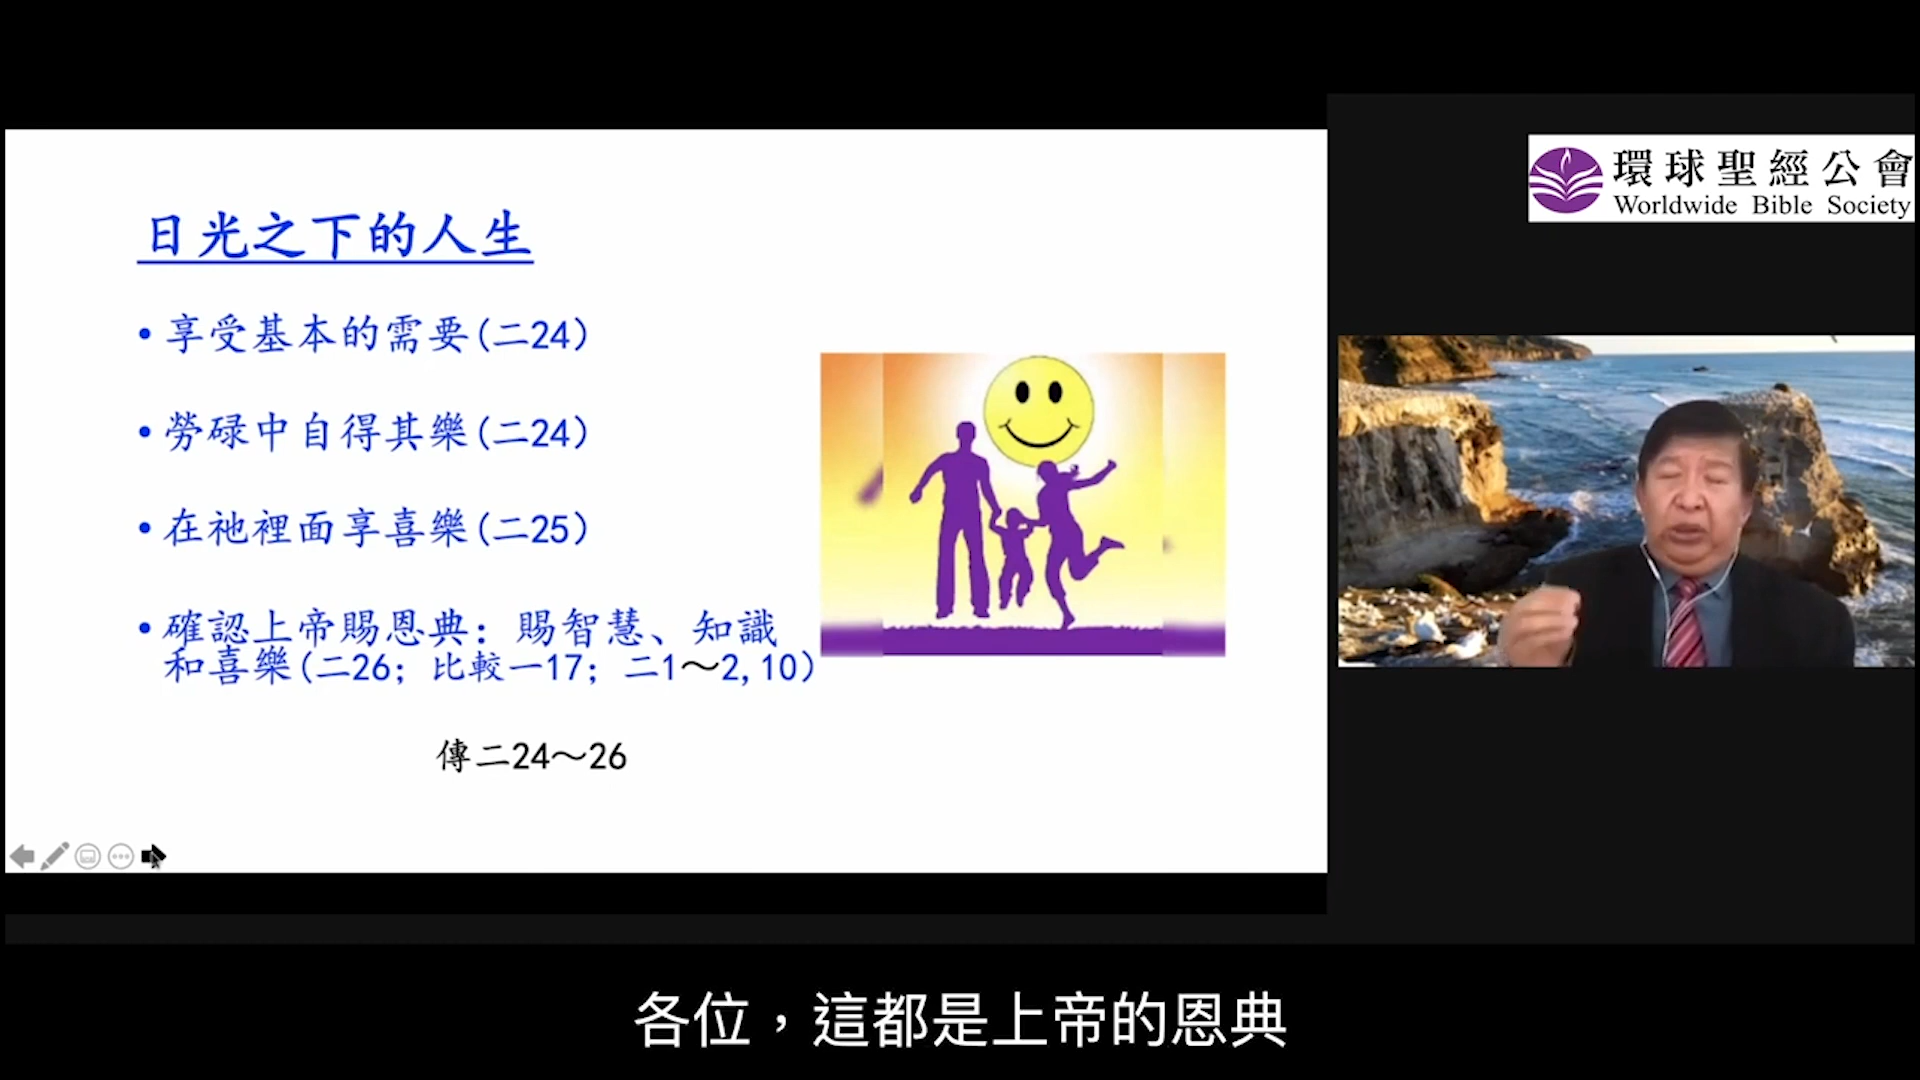 日光之下的人生
• 享受基本的需要(二24)
• 勞碌中自得其樂(二24)
• 在祂裡面享喜樂(二25)
• 確認上帝賜恩典：賜智慧、知識
和喜樂(二26；比較一17；二1～2,10)
傳二24～26
環球聖經公會
Worldwide Bible Society
各位，這都是上帝的恩典